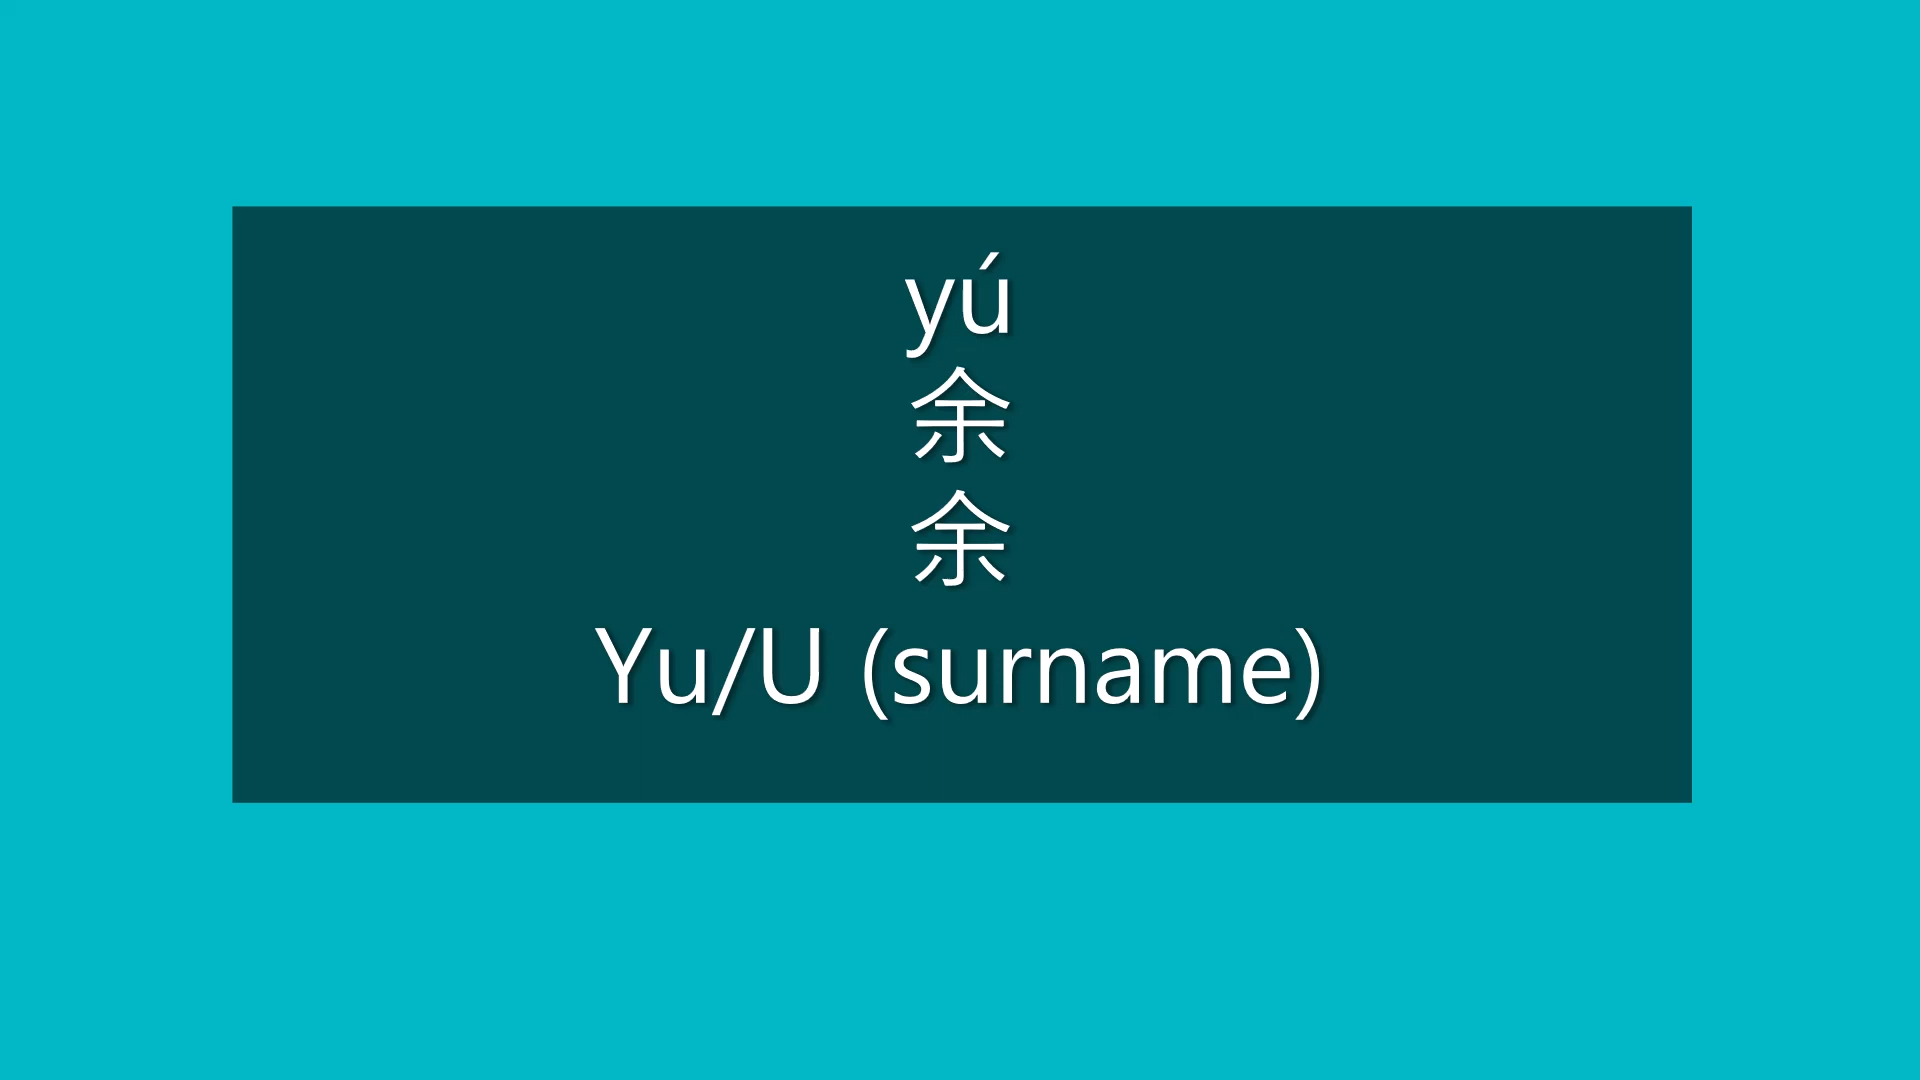 yú
余
余
Yu/U (surname)